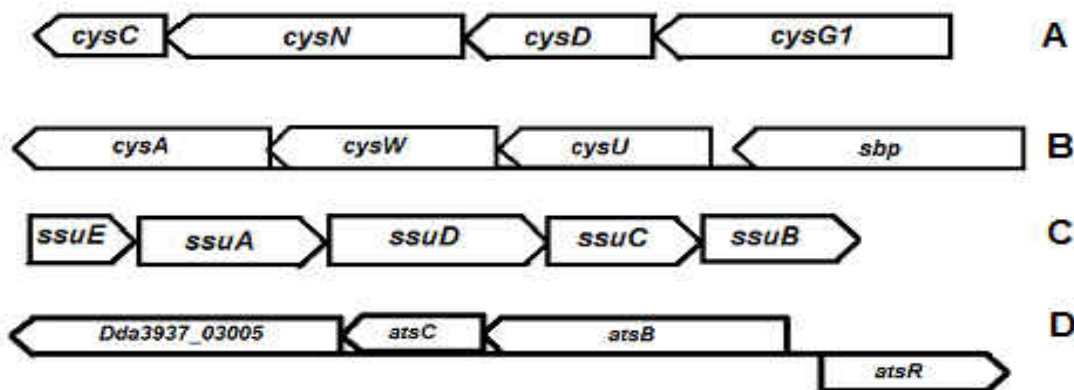 cysC cysN cysD cysG1 A
cysA cysW cysU sbp B
ssuE ssuA ssuD ssuC ssuB C
Dda3937_03005 atsC atsB D
atsR